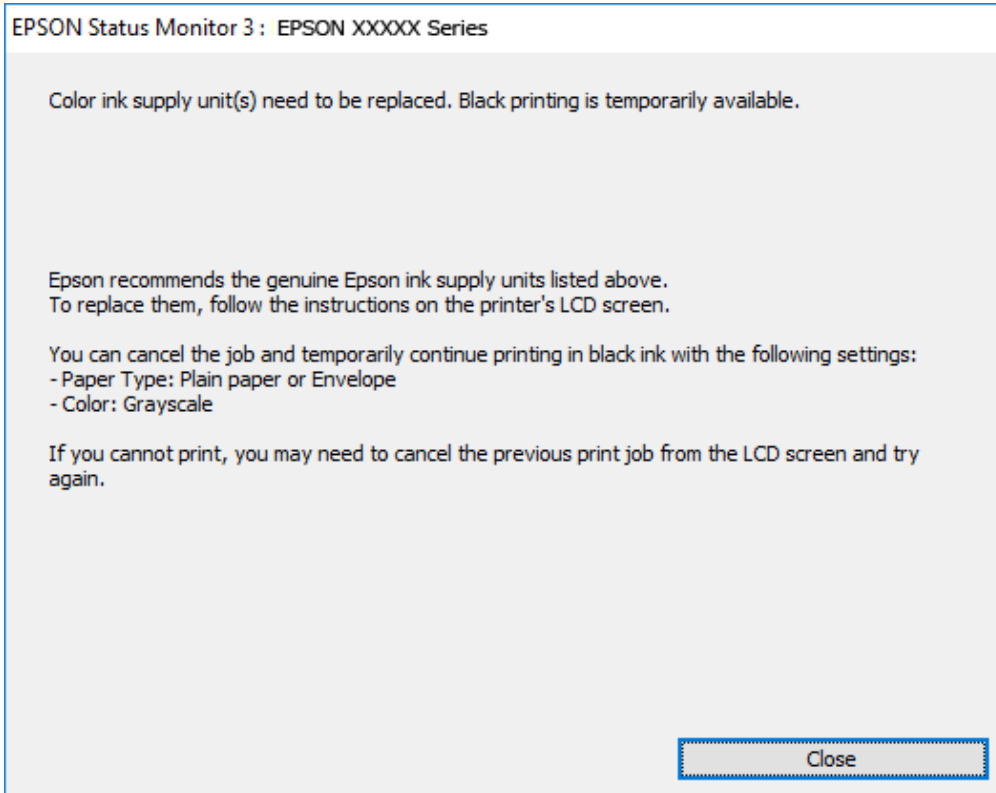 EPSON Status Monitor 3 : EPSON XXXXX Series
Color ink supply unit(s) need to be replaced. Black printing is temporarily available.
Epson recommends the genuine Epson ink supply units listed above.
To replace them, follow the instructions on the printer's LCD screen.
You can cancel the job and temporarily continue printing in black ink with the following settings:
- Paper Type: Plain paper or Envelope
- Color: Grayscale
If you cannot print, you may need to cancel the previous print job from the LCD screen and try
again.
Close